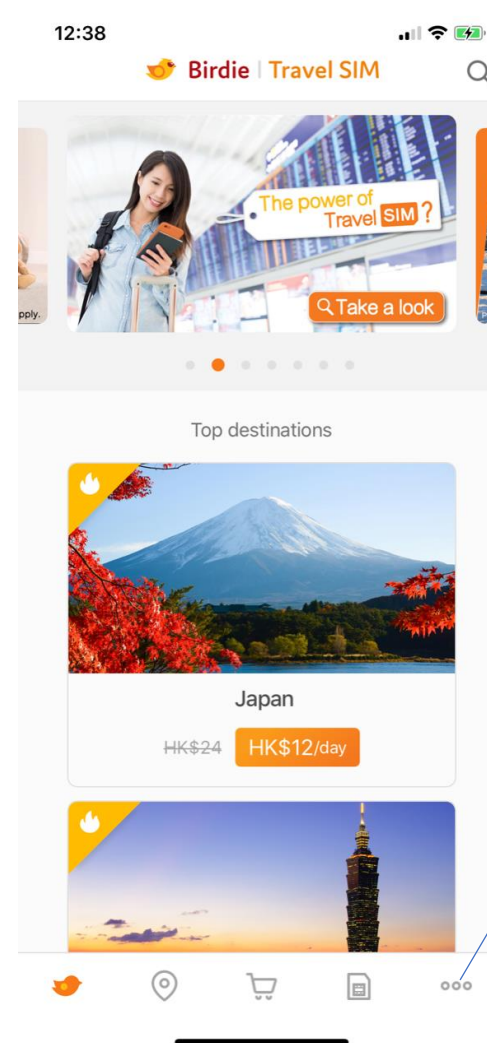 12:38
Birdie | Travel SIM
The power of
Travel SIM ?
Take a look
pply.
Top destinations
Japan
HK$24 HK$12/day